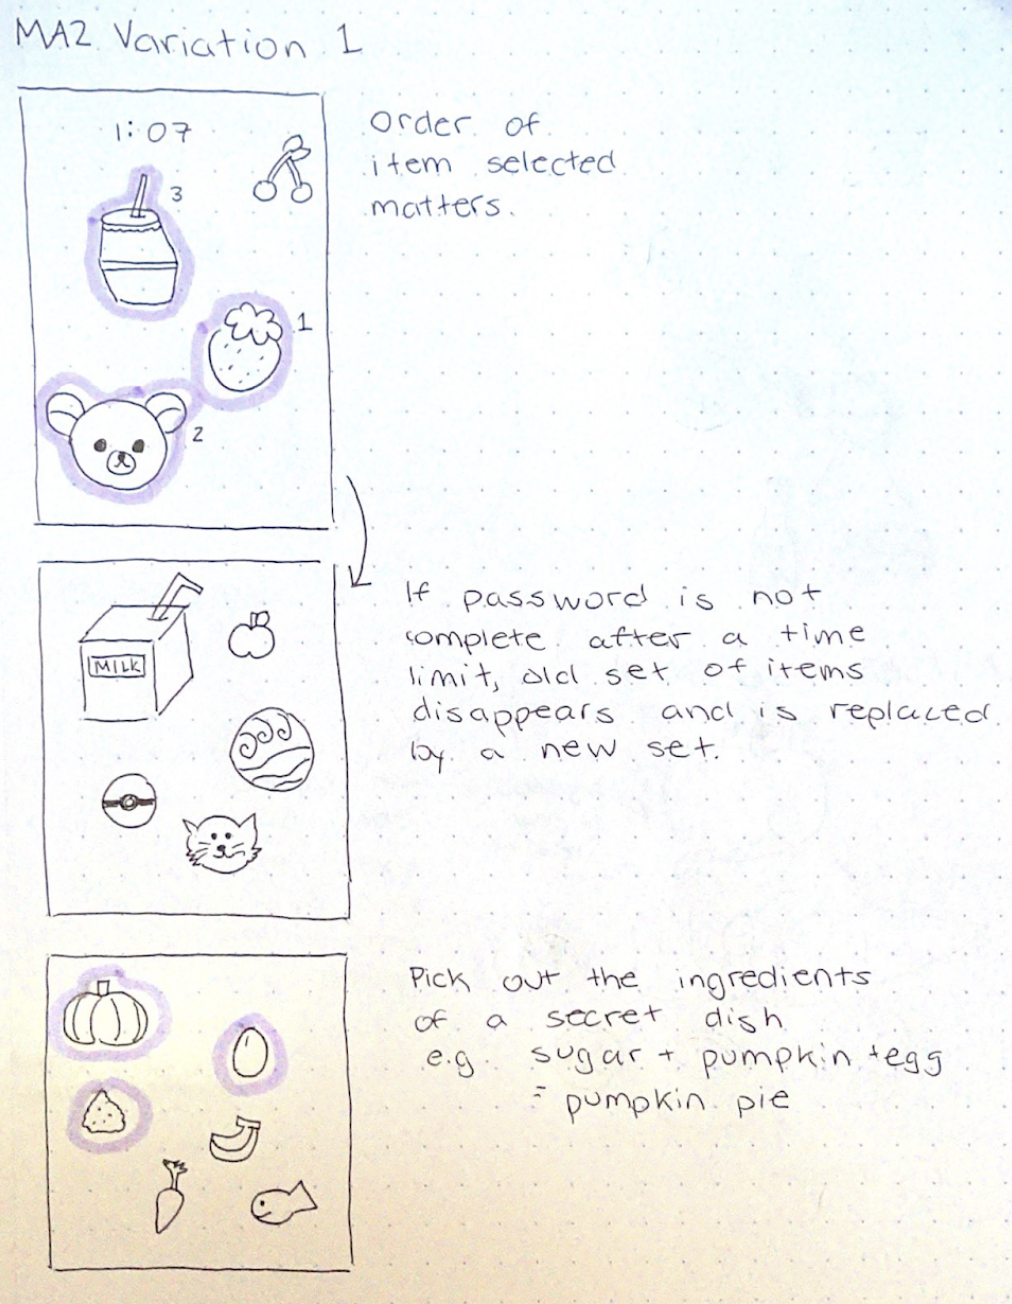 MA2 Variation 1
1:07
3
1
2
order of
item selected
matters.
MILK
If password is not
complete after a time
limit, old set of items
disappears and is replaced
by a new set.
Pick out the ingredients
of a secret dish
e.g. sugar + pumpkin + egg
= pumpkin pie